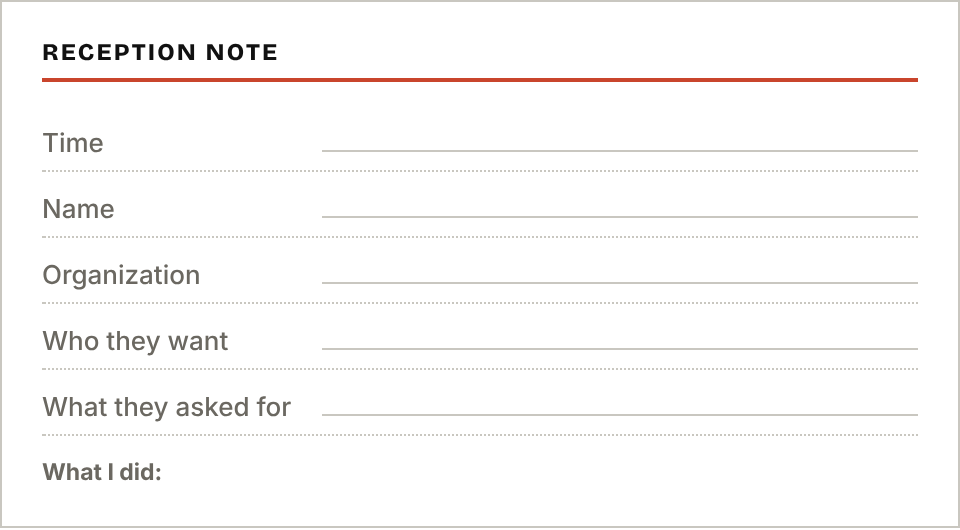 RECEPTION NOTE
Time
Name
Organization
Who they want
What they asked for
What I did: